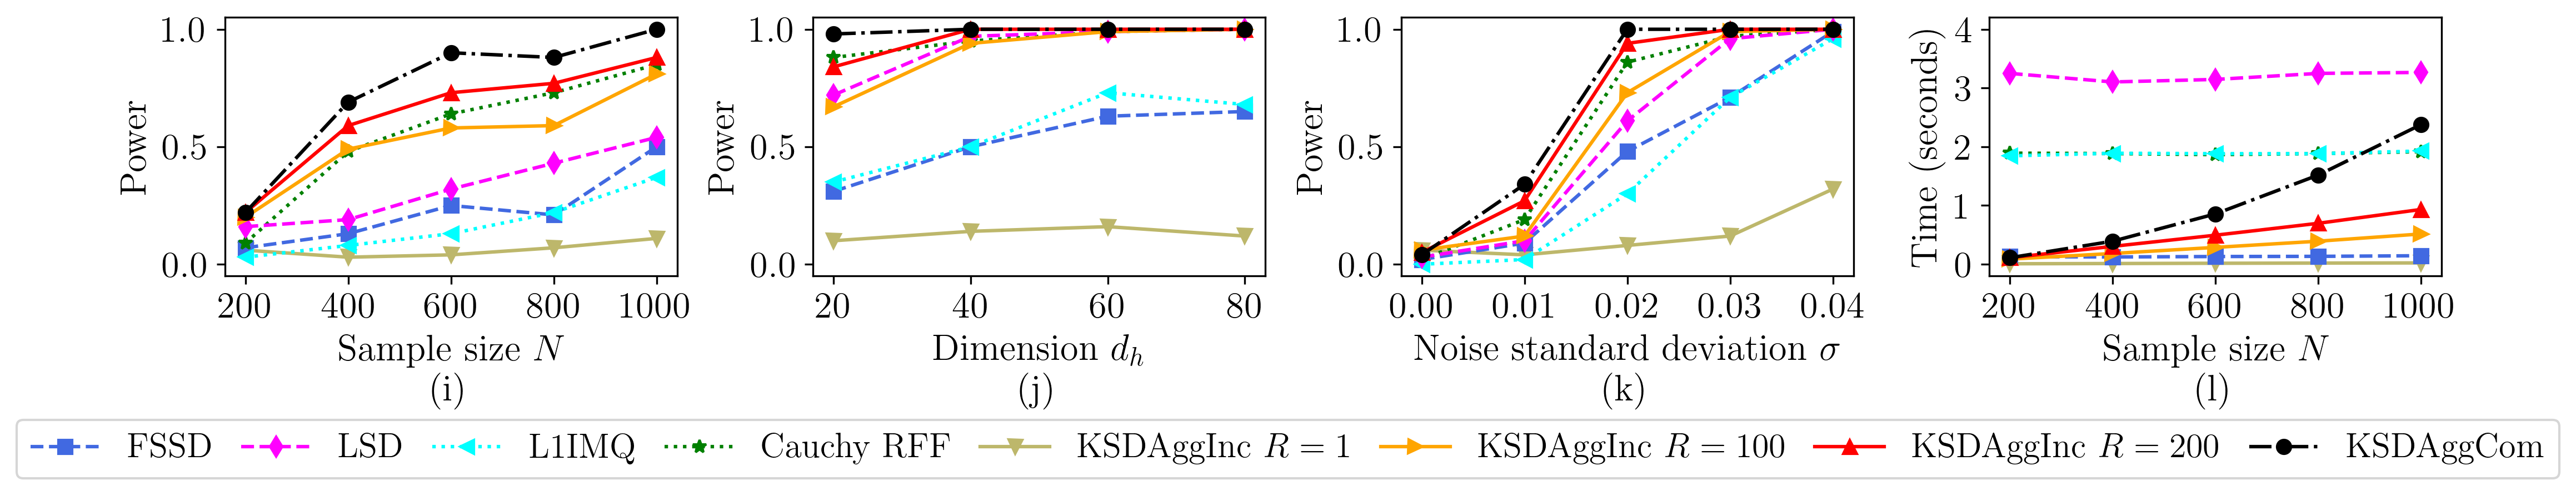 Power
1.0
0.5
0.0
200 400 600 800 1000
Sample size N
(i)
Power
1.0
0.5
0.0
20 40 60 80
Dimension d_h
(j)
Power
1.0
0.5
0.0
0.00 0.01 0.02 0.03 0.04
Noise standard deviation σ
(k)
Time (seconds)
4
3
2
1
0
200 400 600 800 1000
Sample size N
(l)
FSSD LSD L1IMQ Cauchy RFF KSDAggInc R = 1 KSDAggInc R = 100 KSDAggInc R = 200 KSDAggCom